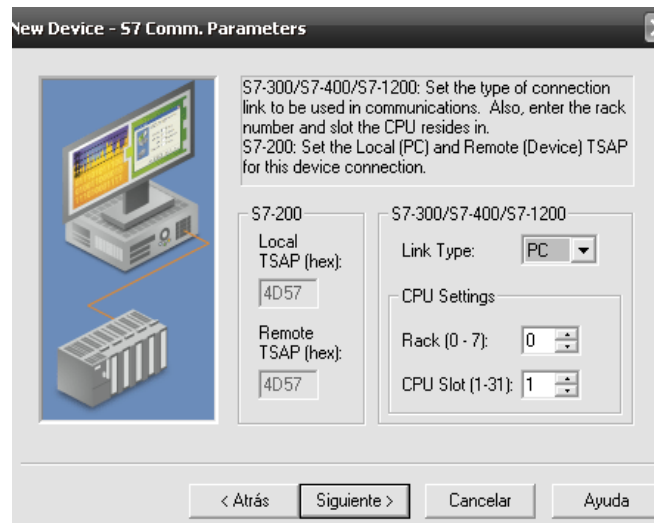 New Device - S7 Comm. Parameters
S7-300/S7-400/S7-1200: Set the type of connection
link to be used in communications. Also, enter the rack
number and slot the CPU resides in.
S7-200: Set the Local (PC) and Remote (Device) TSAP
for this device connection.
S7-200
Local
TSAP (hex):
4D57
Remote
TSAP (hex):
4D57
S7-300/S7-400/S7-1200
Link Type: PC
CPU Settings
Rack (0 - 7): 0
CPU Slot (1-31): 1
< Atrás Siguiente > Cancelar Ayuda